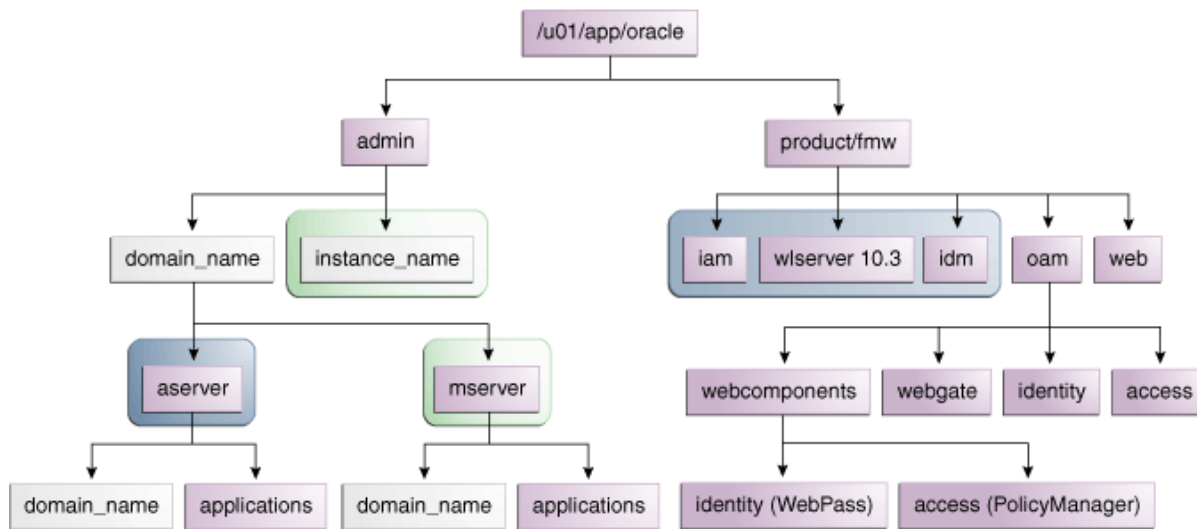 /u01/app/oracle
admin
product/fmw
domain_name
instance_name
iam
wlserver 10.3
idm
oam
web
aserver
mserver
webcomponents
webgate
identity
access
domain_name
applications
domain_name
applications
identity (WebPass)
access (PolicyManager)